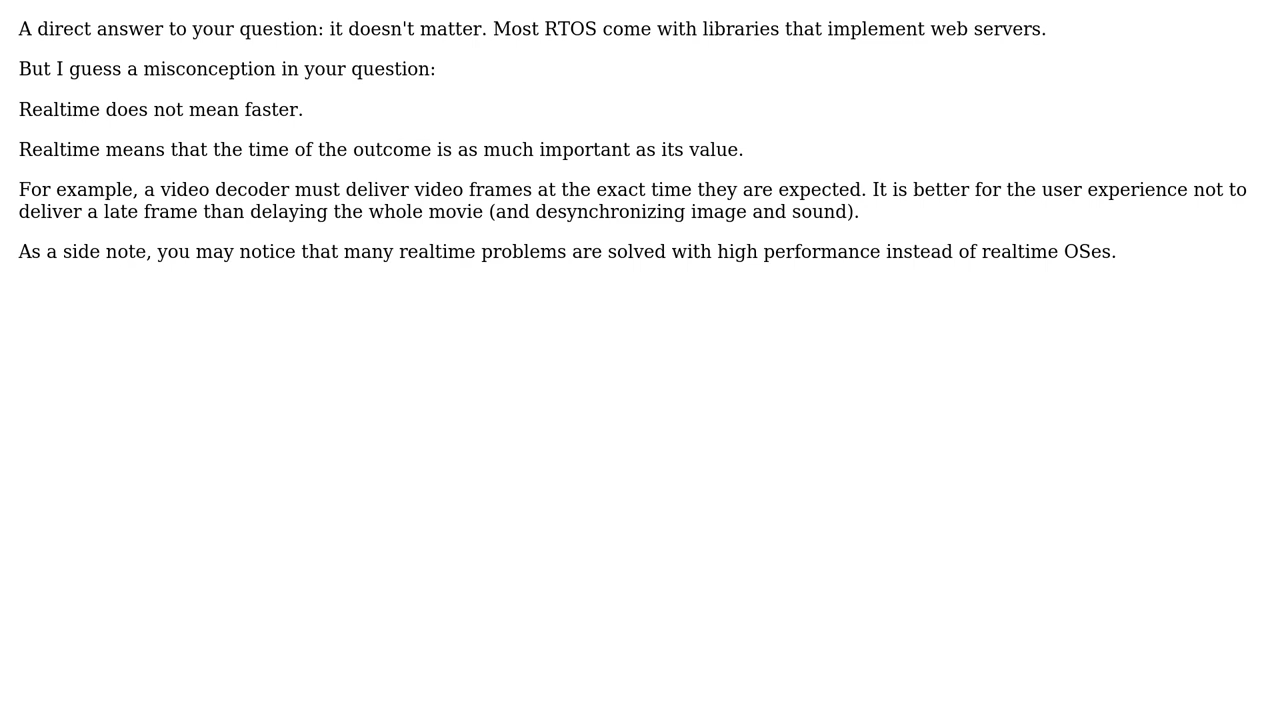 A direct answer to your question: it doesn't matter. Most RTOS come with libraries that implement web servers.
But I guess a misconception in your question:
Realtime does not mean faster.
Realtime means that the time of the outcome is as much important as its value.
For example, a video decoder must deliver video frames at the exact time they are expected. It is better for the user experience not to
deliver a late frame than delaying the whole movie (and desynchronizing image and sound).
As a side note, you may notice that many realtime problems are solved with high performance instead of realtime OSes.